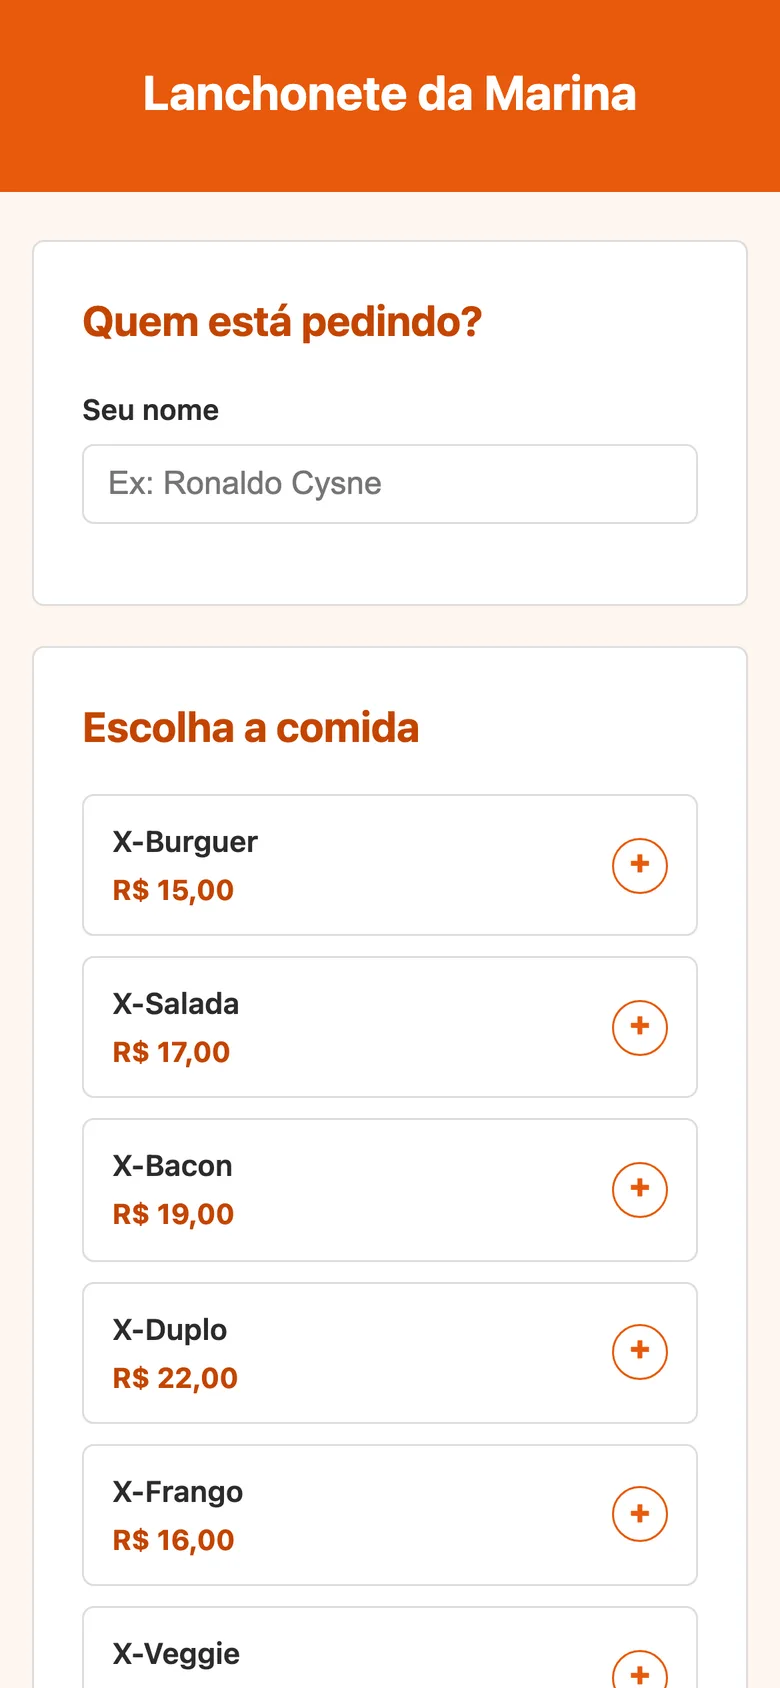 Lanchonete da Marina
Quem está pedindo?
Seu nome
Ex: Ronaldo Cysne
Escolha a comida
X-Burguer
R$ 15,00
+
X-Salada
R$ 17,00
+
X-Bacon
R$ 19,00
+
X-Duplo
R$ 22,00
+
X-Frango
R$ 16,00
+
X-Veggie
+